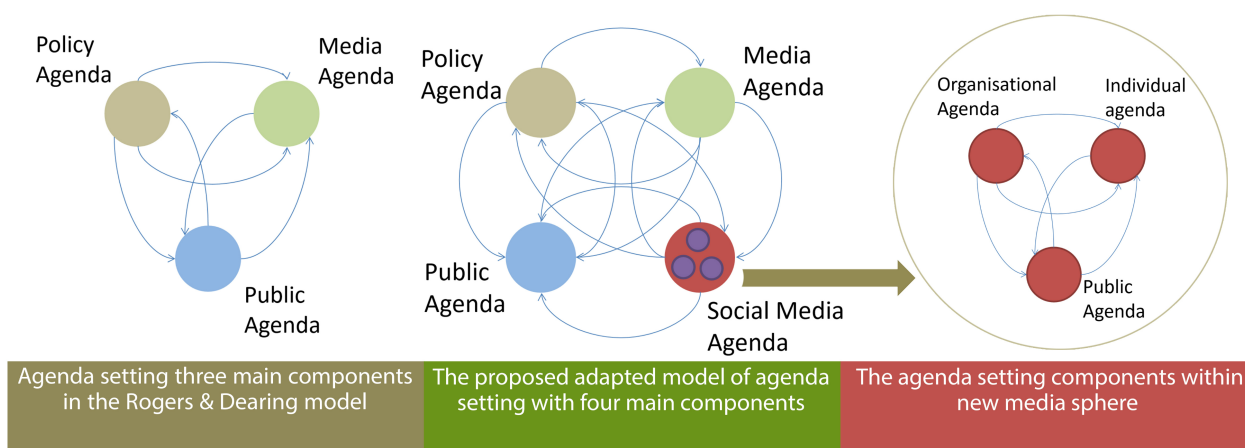 Policy
Agenda
Media
Agenda
Public
Agenda
Policy
Agenda
Media
Agenda
Public
Agenda
Social Media
Agenda
Organisational
Agenda
Individual
agenda
Public
Agenda
Agenda setting three main components
in the Rogers & Dearing model
The proposed adapted model of agenda
setting with four main components
The agenda setting components within
new media sphere